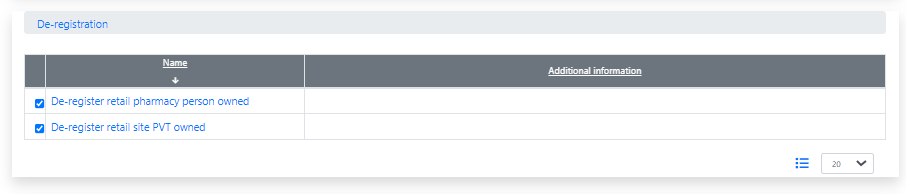 De-registration
Name
Additional information
De-register retail pharmacy person owned
De-register retail site PVT owned
20